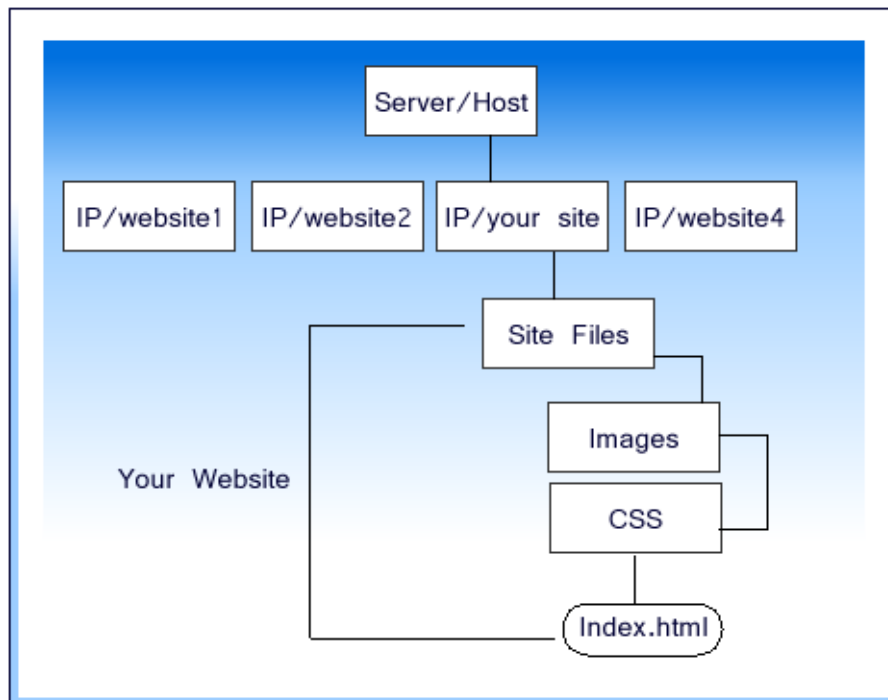 Server/Host
IP/website1
IP/website2
IP/your site
IP/website4
Site Files
Images
Your Website
CSS
Index.html